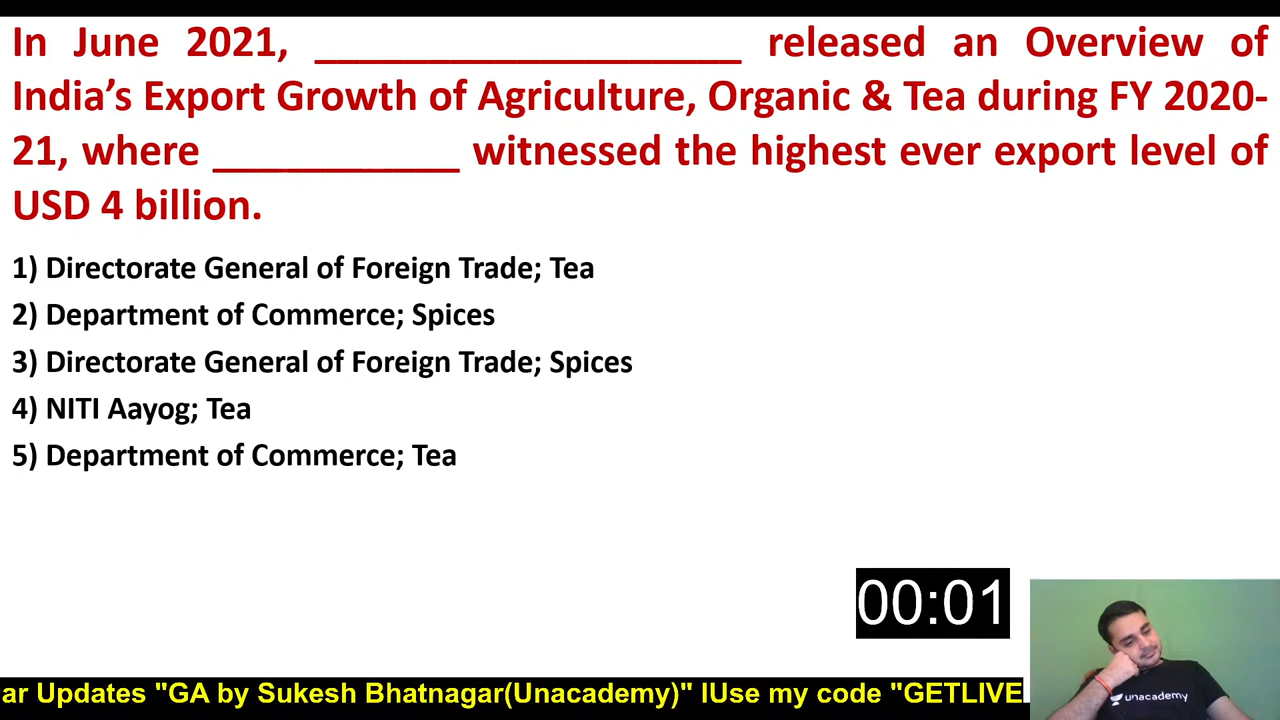 In June 2021, ____________________ released an Overview of
India's Export Growth of Agriculture, Organic & Tea during FY 2020-
21, where ____________ witnessed the highest ever export level of
USD 4 billion.
1) Directorate General of Foreign Trade; Tea
2) Department of Commerce; Spices
3) Directorate General of Foreign Trade; Spices
4) NITI Aayog; Tea
5) Department of Commerce; Tea
00:01
unacademy
ar Updates "GA by Sukesh Bhatnagar(Unacademy)" IUse my code "GETLIVE